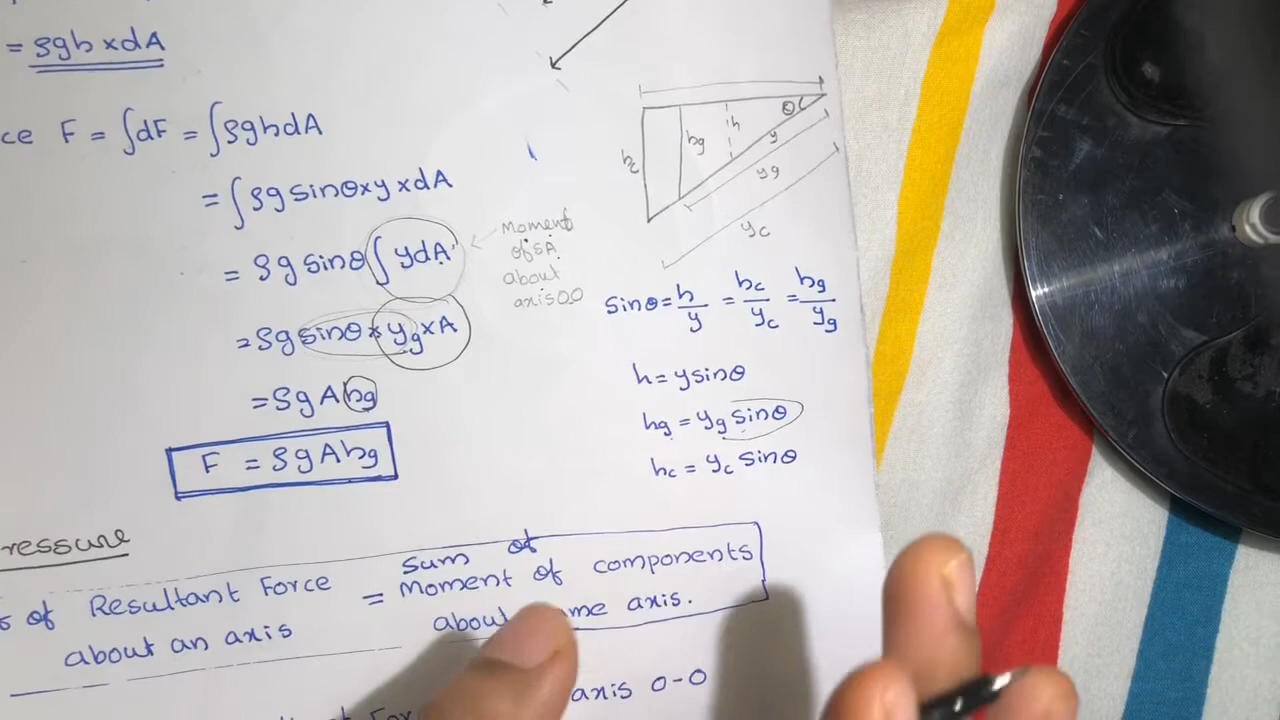 = ρgh × dA
ce F = ∫dF = ∫ρghdA
= ∫ρg sinθ×y×dA
= ρg sinθ ∫ydA
Moment
of SA
about
axis OO
= ρg sinθ × yg × A
= ρgAhg
F = ρgAhg
θ
hc
hg
h
y
yg
yc
Sinθ = h/y = hc/yc = hg/yg
h = ysinθ
hg = yg sinθ
hc = yc sinθ
ressure
s of Resultant Force
about an axis
= sum of
Moment of components
about me axis.
axis O-O